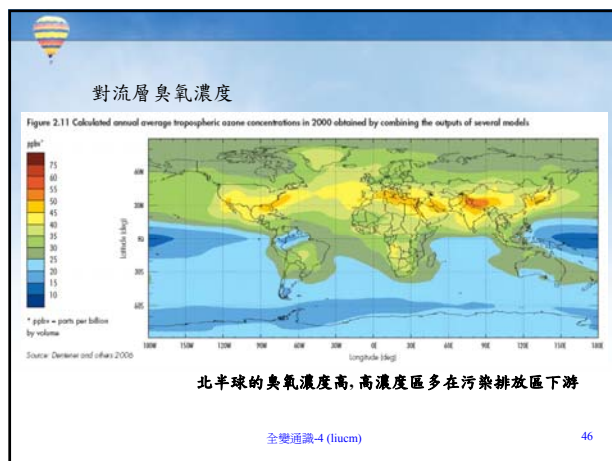 對流層臭氧濃度
Figure 2.11 Calculated annual average tropospheric ozone concentrations in 2000 obtained by combining the outputs of several models
ppbv*
75
65
60
55
50
45
40
35
30
25
20
15
10
* ppbv = parts per billion
by volume
Latitude (deg)
60N
30N
EQ
30S
60S
180W 150W 120W 90W 60W 30W 0E 30E 60E 90E 120E 150E 180E
Longitude (deg)
Source: Dentener and others 2006
北半球的臭氧濃度高,高濃度區多在污染排放區下游
全變通識-4 (liucm)
46